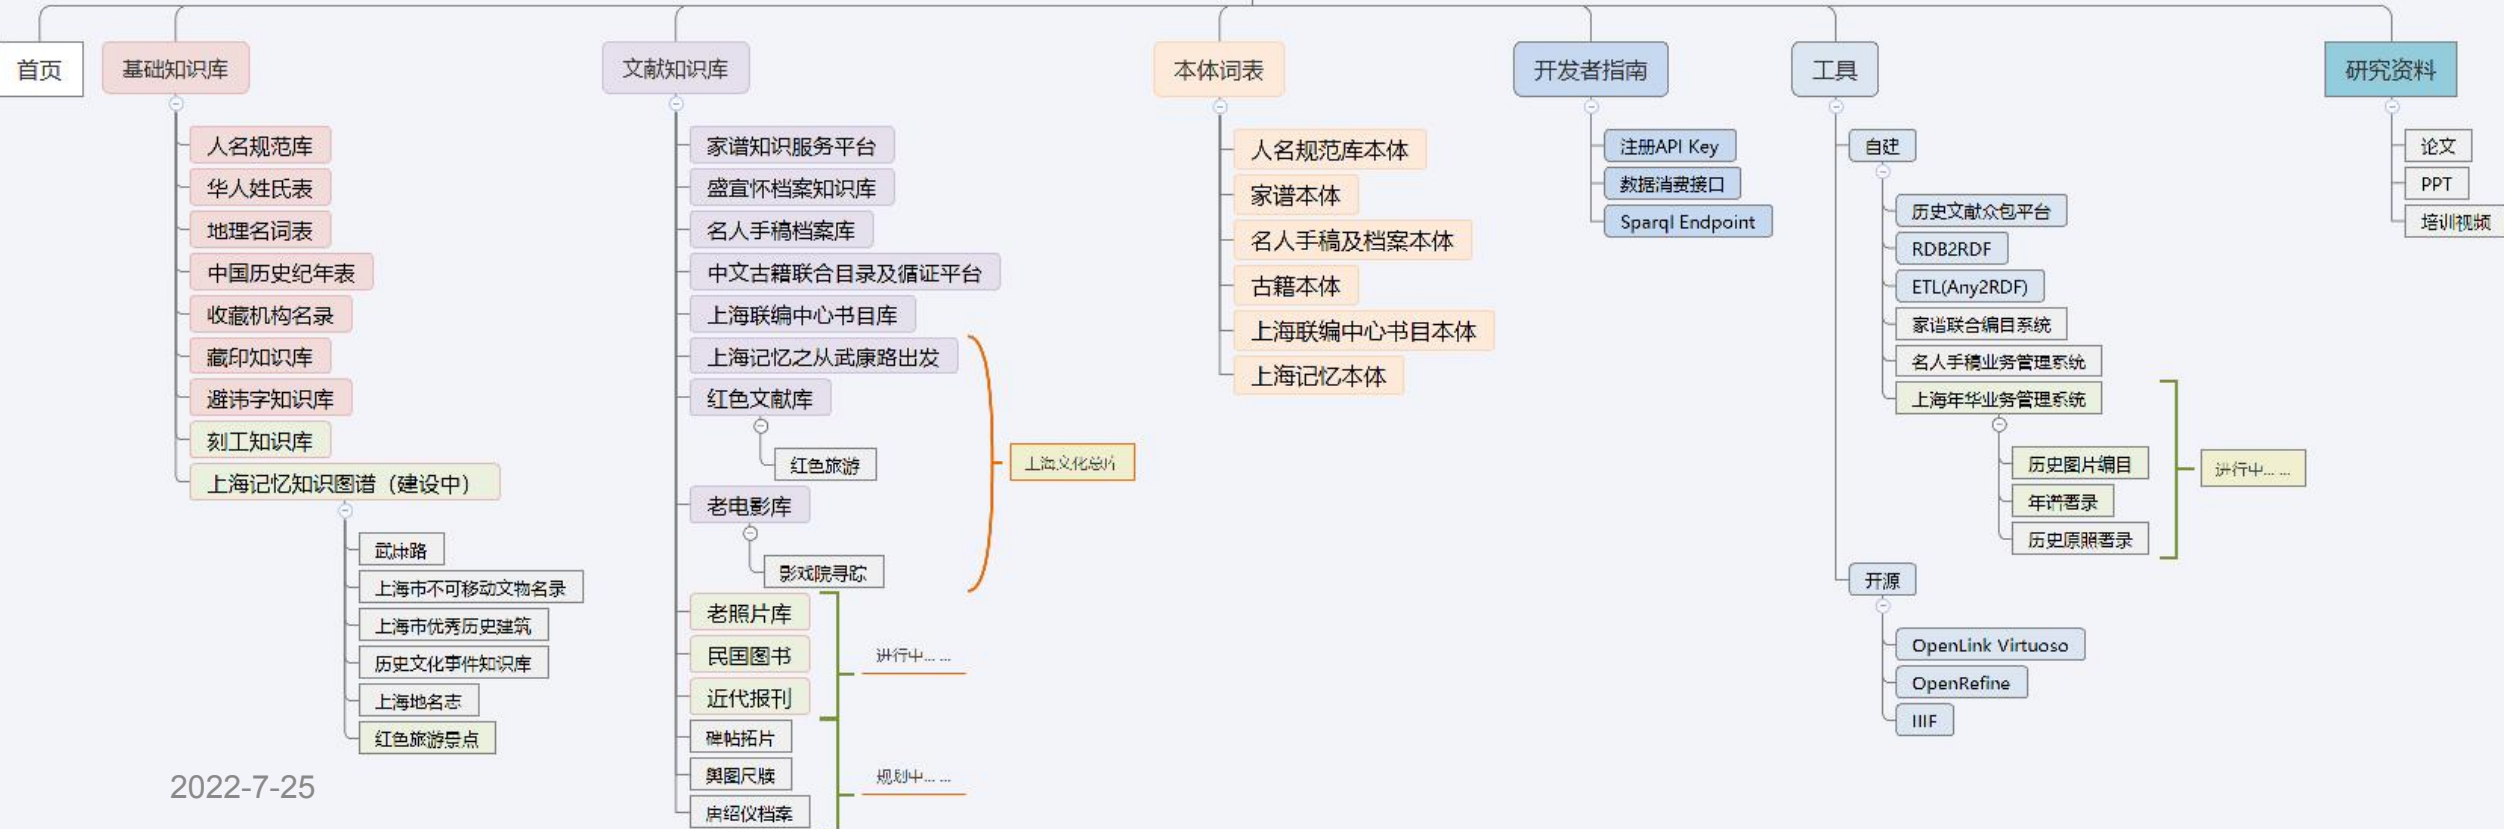 首页
基础知识库
人名规范库
华人姓氏表
地理名词表
中国历史纪年表
收藏机构名录
藏印知识库
避讳字知识库
刻工知识库
上海记忆知识图谱（建设中）
武康路
上海市不可移动文物名录
上海市优秀历史建筑
历史文化事件知识库
上海地名志
红色旅游景点
文献知识库
家谱知识服务平台
盛宣怀档案知识库
名人手稿档案库
中文古籍联合目录及循证平台
上海联编中心书目库
上海记忆之从武康路出发
红色文献库
红色旅游
老电影库
影戏院寻踪
上海文化总库
老照片库
民国图书
近代报刊
进行中... ...
碑帖拓片
舆图尺牍
唐绍仪档案
规划中... ...
本体词表
人名规范库本体
家谱本体
名人手稿及档案本体
古籍本体
上海联编中心书目本体
上海记忆本体
开发者指南
注册API Key
数据消费接口
Sparql Endpoint
工具
自建
历史文献众包平台
RDB2RDF
ETL(Any2RDF)
家谱联合编目系统
名人手稿业务管理系统
上海年华业务管理系统
历史图片编目
年谱著录
历史原照著录
进行中... ...
开源
OpenLink Virtuoso
OpenRefine
IIIF
研究资料
论文
PPT
培训视频
2022-7-25